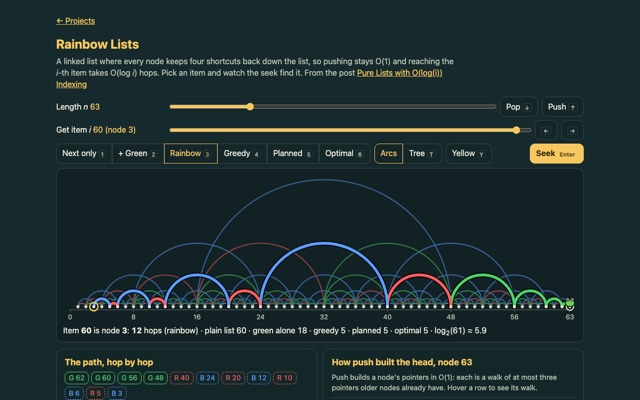 ← Projects
Rainbow Lists
A linked list where every node keeps four shortcuts back down the list, so pushing stays O(1) and reaching the
i-th item takes O(log i) hops. Pick an item and watch the seek find it. From the post Pure Lists with O(log(i))
Indexing
Length n 63
Pop ↓ Push ↑
Get item i 60 (node 3)
← →
Next only 1 + Green 2 Rainbow 3 Greedy 4 Planned 5 Optimal 6 Arcs Tree T Yellow Y Seek Enter
0 8 16 24 32 40 48 56 63
Item 60 is node 3: 12 hops (rainbow) · plain list 60 · green alone 18 · greedy 5 · planned 5 · optimal 5 · log₂(61) ≈ 5.9
The path, hop by hop
G 62 G 60 G 56 G 48 R 40 B 24 R 20 B 12 R 10
B 6 R 5 B 3
How push built the head, node 63
Push builds a node's pointers in O(1): each is a walk of at most three
pointers older nodes already have. Hover a row to see its walk.